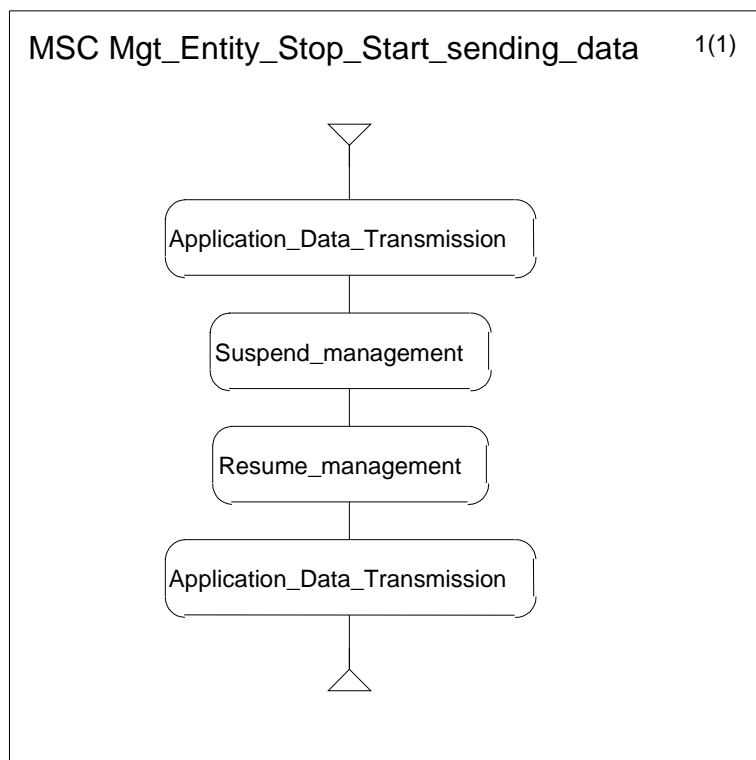 MSC Mgt_Entity_Stop_Start_sending_data 1(1)
Application_Data_Transmission
Suspend_management
Resume_management
Application_Data_Transmission